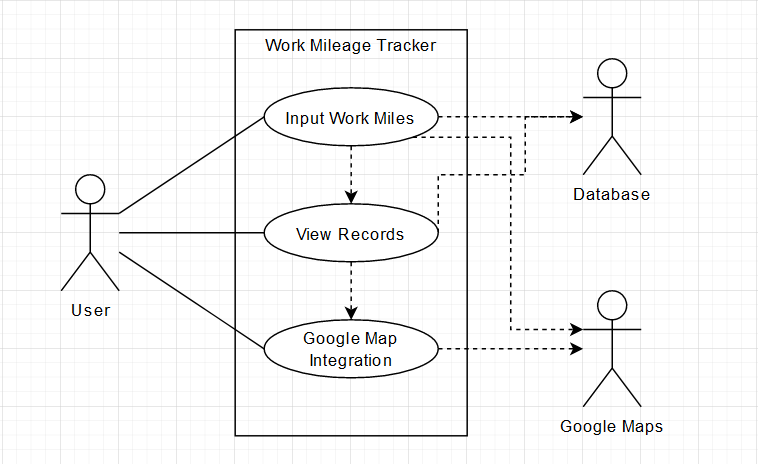 Work Mileage Tracker
Input Work Miles
Database
View Records
User
Google Map
Integration
Google Maps